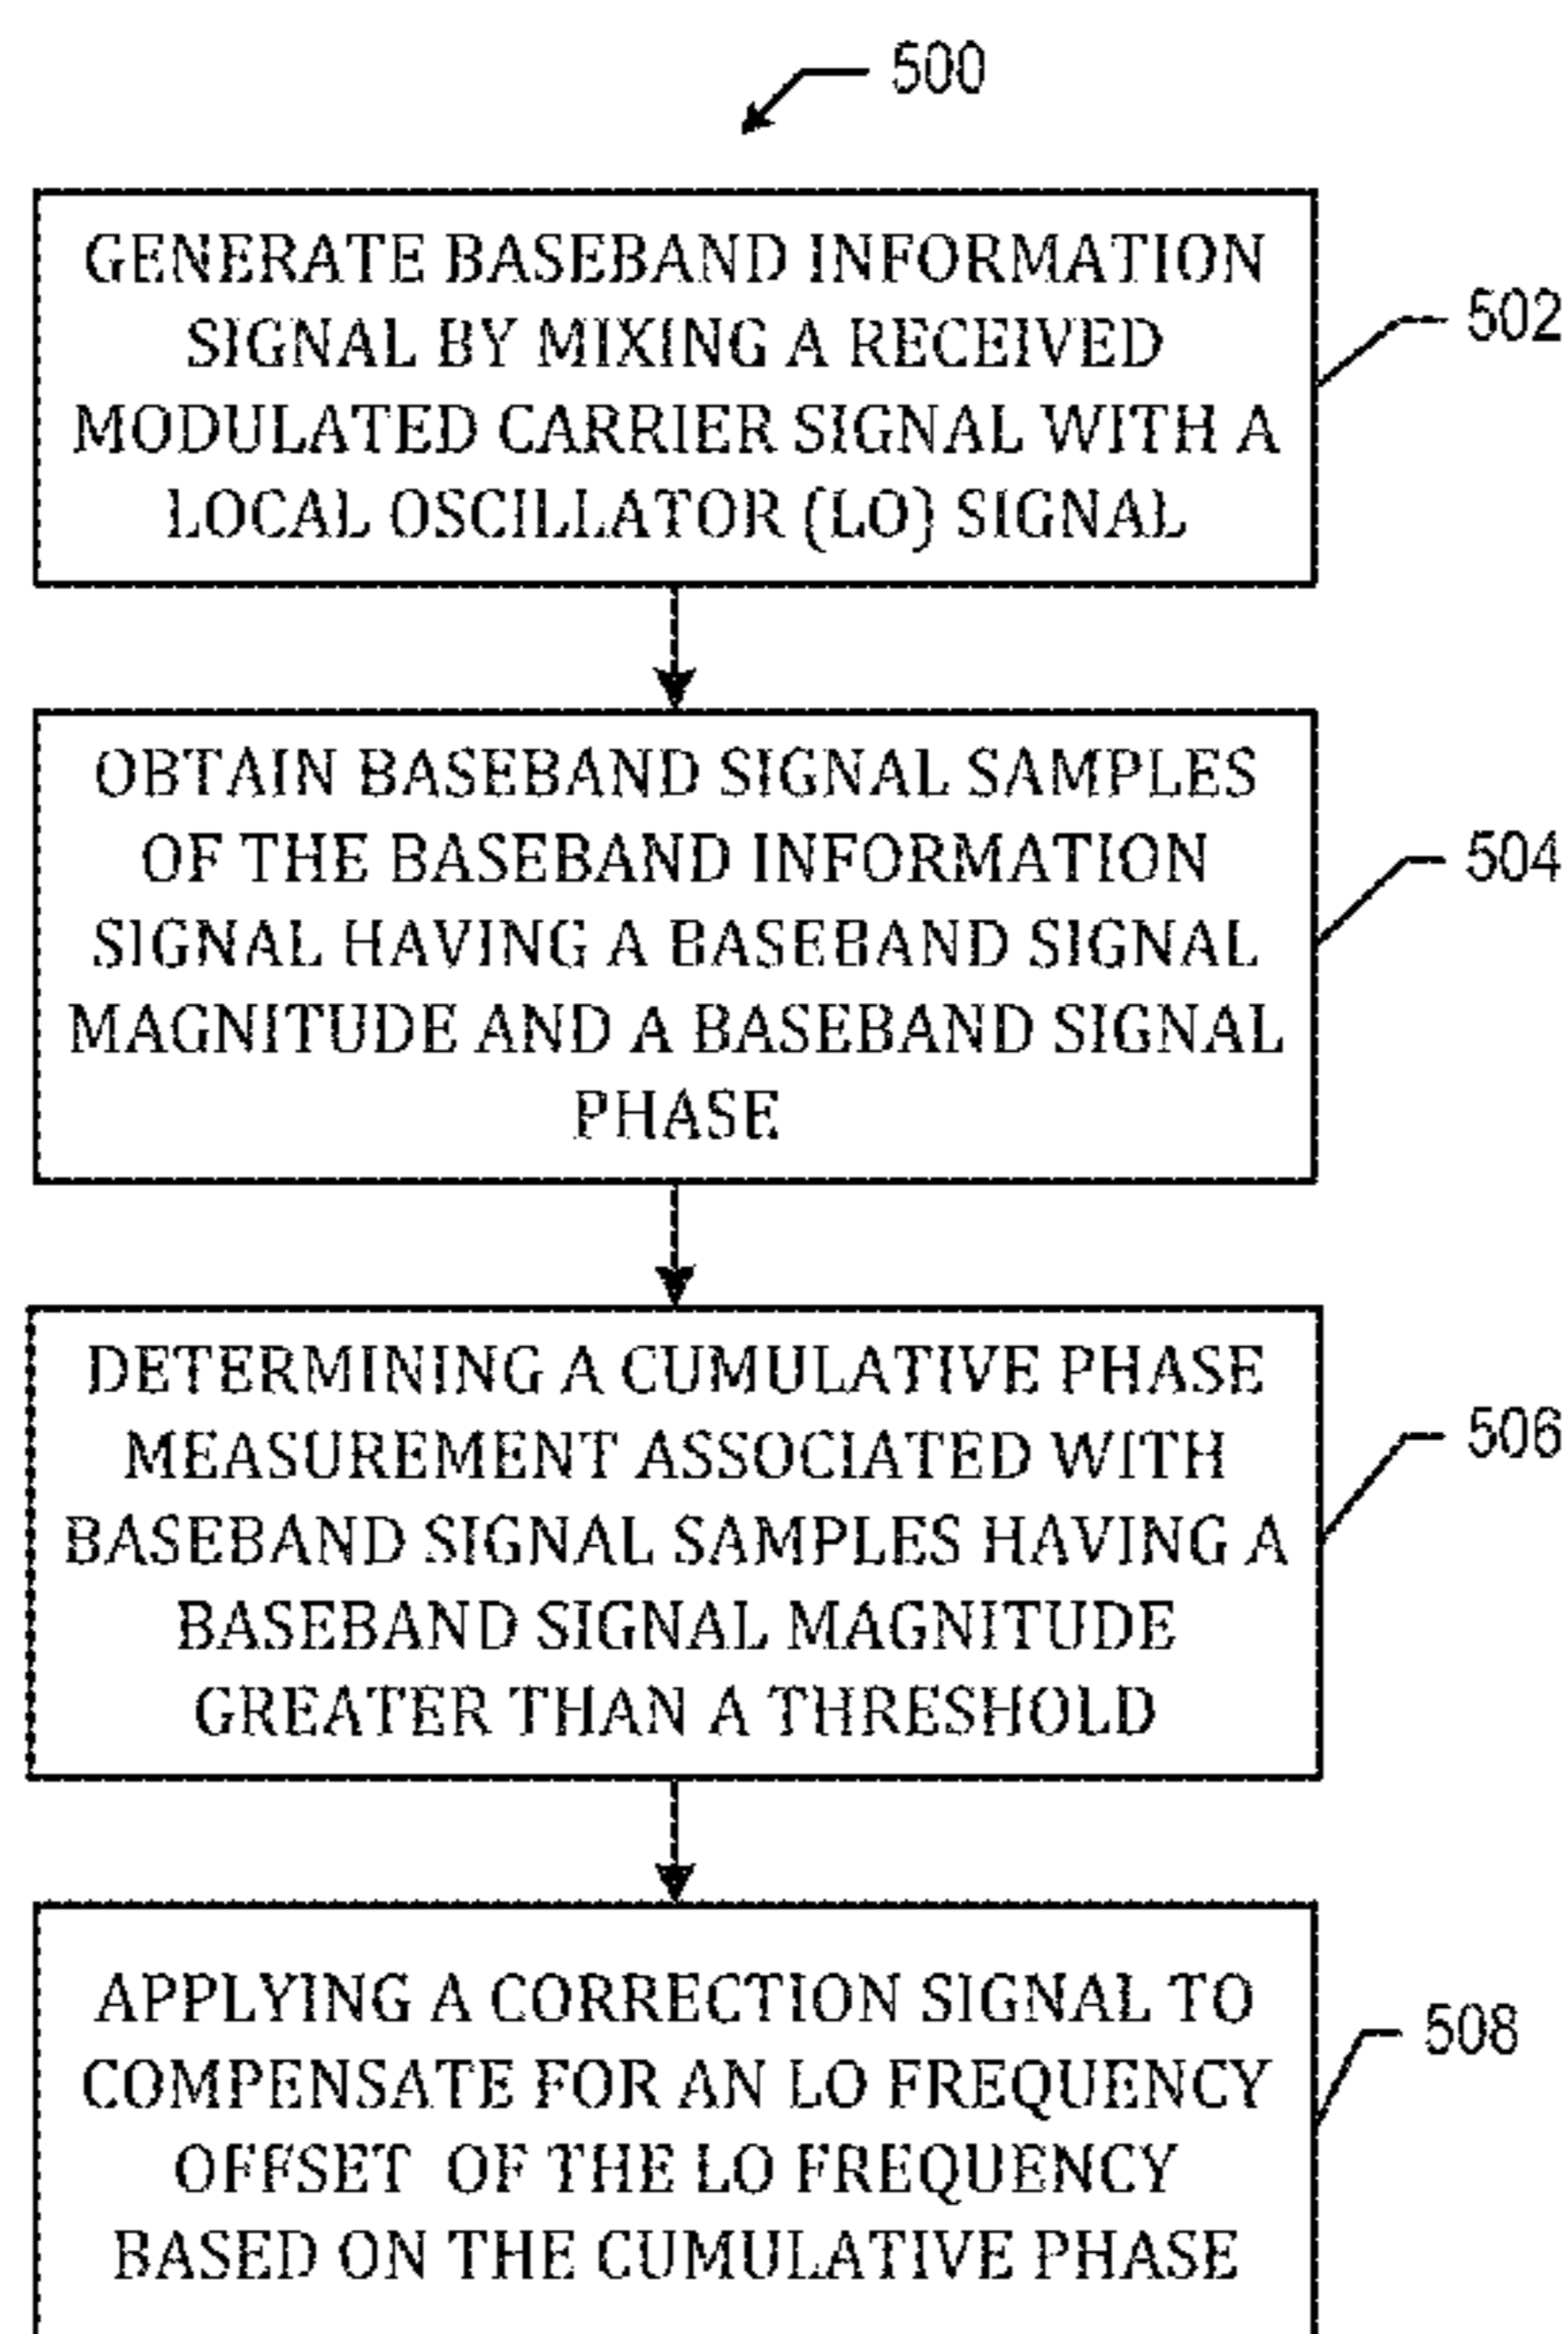 500
GENERATE BASEBAND INFORMATION
SIGNAL BY MIXING A RECEIVED
MODULATED CARRIER SIGNAL WITH A
LOCAL OSCILLATOR (LO) SIGNAL
502
OBTAIN BASEBAND SIGNAL SAMPLES
OF THE BASEBAND INFORMATION
SIGNAL HAVING A BASEBAND SIGNAL
MAGNITUDE AND A BASEBAND SIGNAL
PHASE
504
DETERMINING A CUMULATIVE PHASE
MEASUREMENT ASSOCIATED WITH
BASEBAND SIGNAL SAMPLES HAVING A
BASEBAND SIGNAL MAGNITUDE
GREATER THAN A THRESHOLD
506
APPLYING A CORRECTION SIGNAL TO
COMPENSATE FOR AN LO FREQUENCY
OFFSET OF THE LO FREQUENCY
BASED ON THE CUMULATIVE PHASE
508